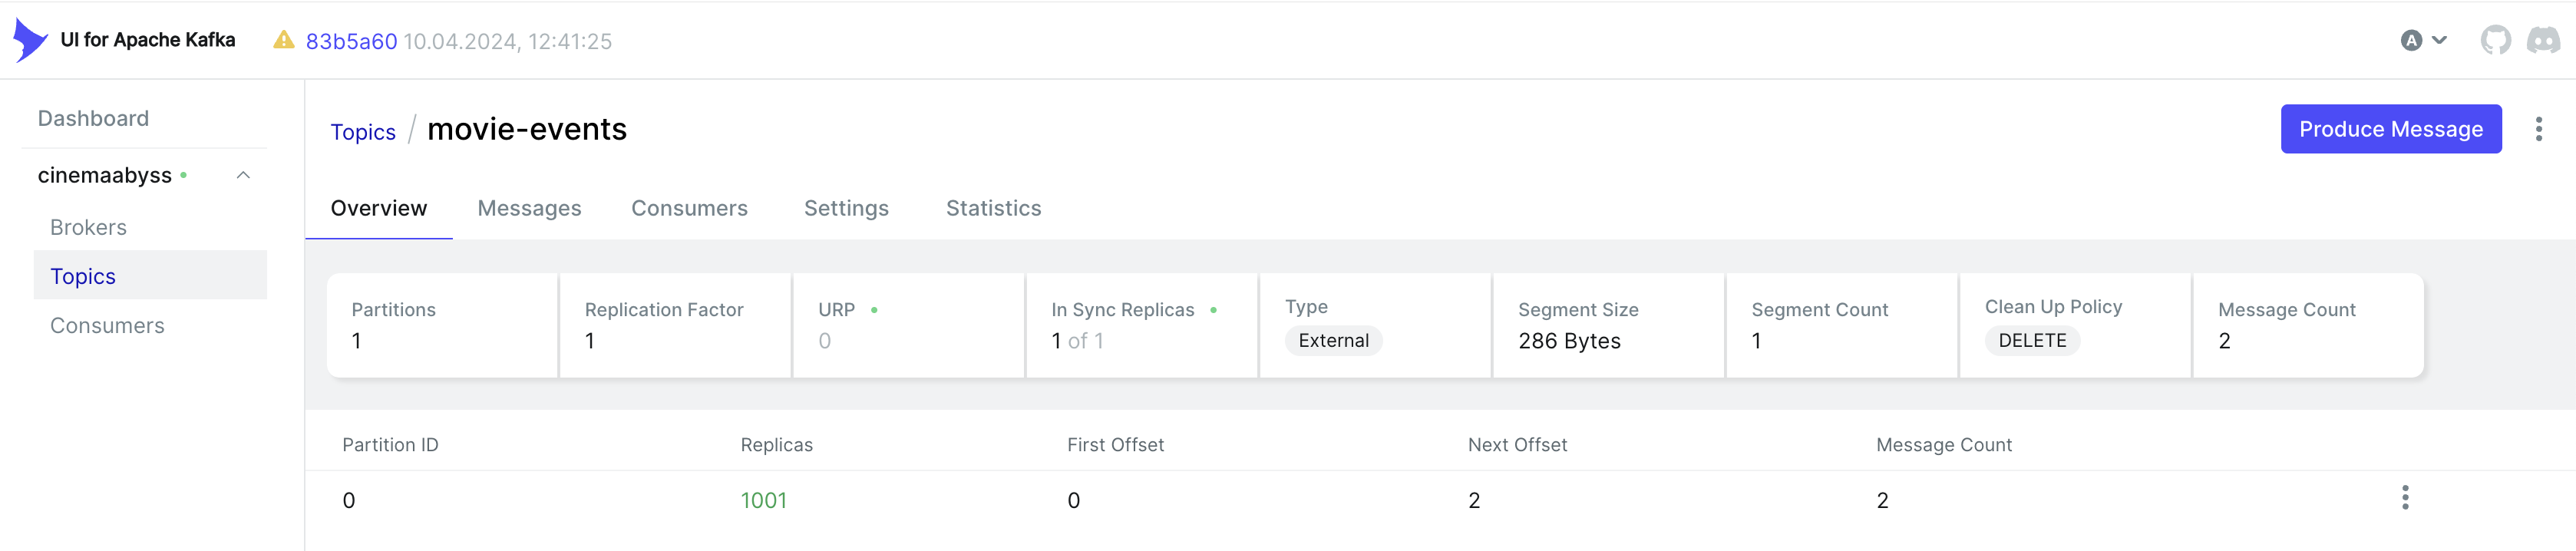 UI for Apache Kafka
83b5a60 10.04.2024, 12:41:25
A
Dashboard
cinemaabyss
Brokers
Topics
Consumers
Topics / movie-events
Produce Message
Overview Messages Consumers Settings Statistics
Partitions Replication Factor URP In Sync Replicas Type Segment Size Segment Count Clean Up Policy Message Count
1 1 0 1 of 1 External 286 Bytes 1 DELETE 2
Partition ID Replicas First Offset Next Offset Message Count
0 1001 0 2 2